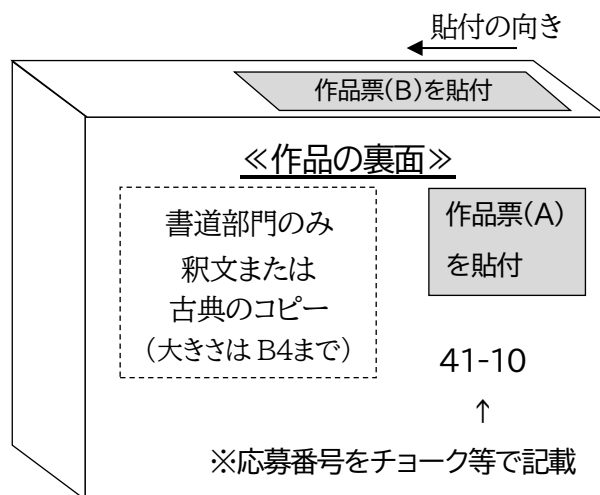 貼付の向き
作品票(B)を貼付
≪作品の裏面≫
書道部門のみ
釈文または
古典のコピー
（大きさは B4まで）
作品票(A)
を貼付
41-10
↑
※応募番号をチョーク等で記載